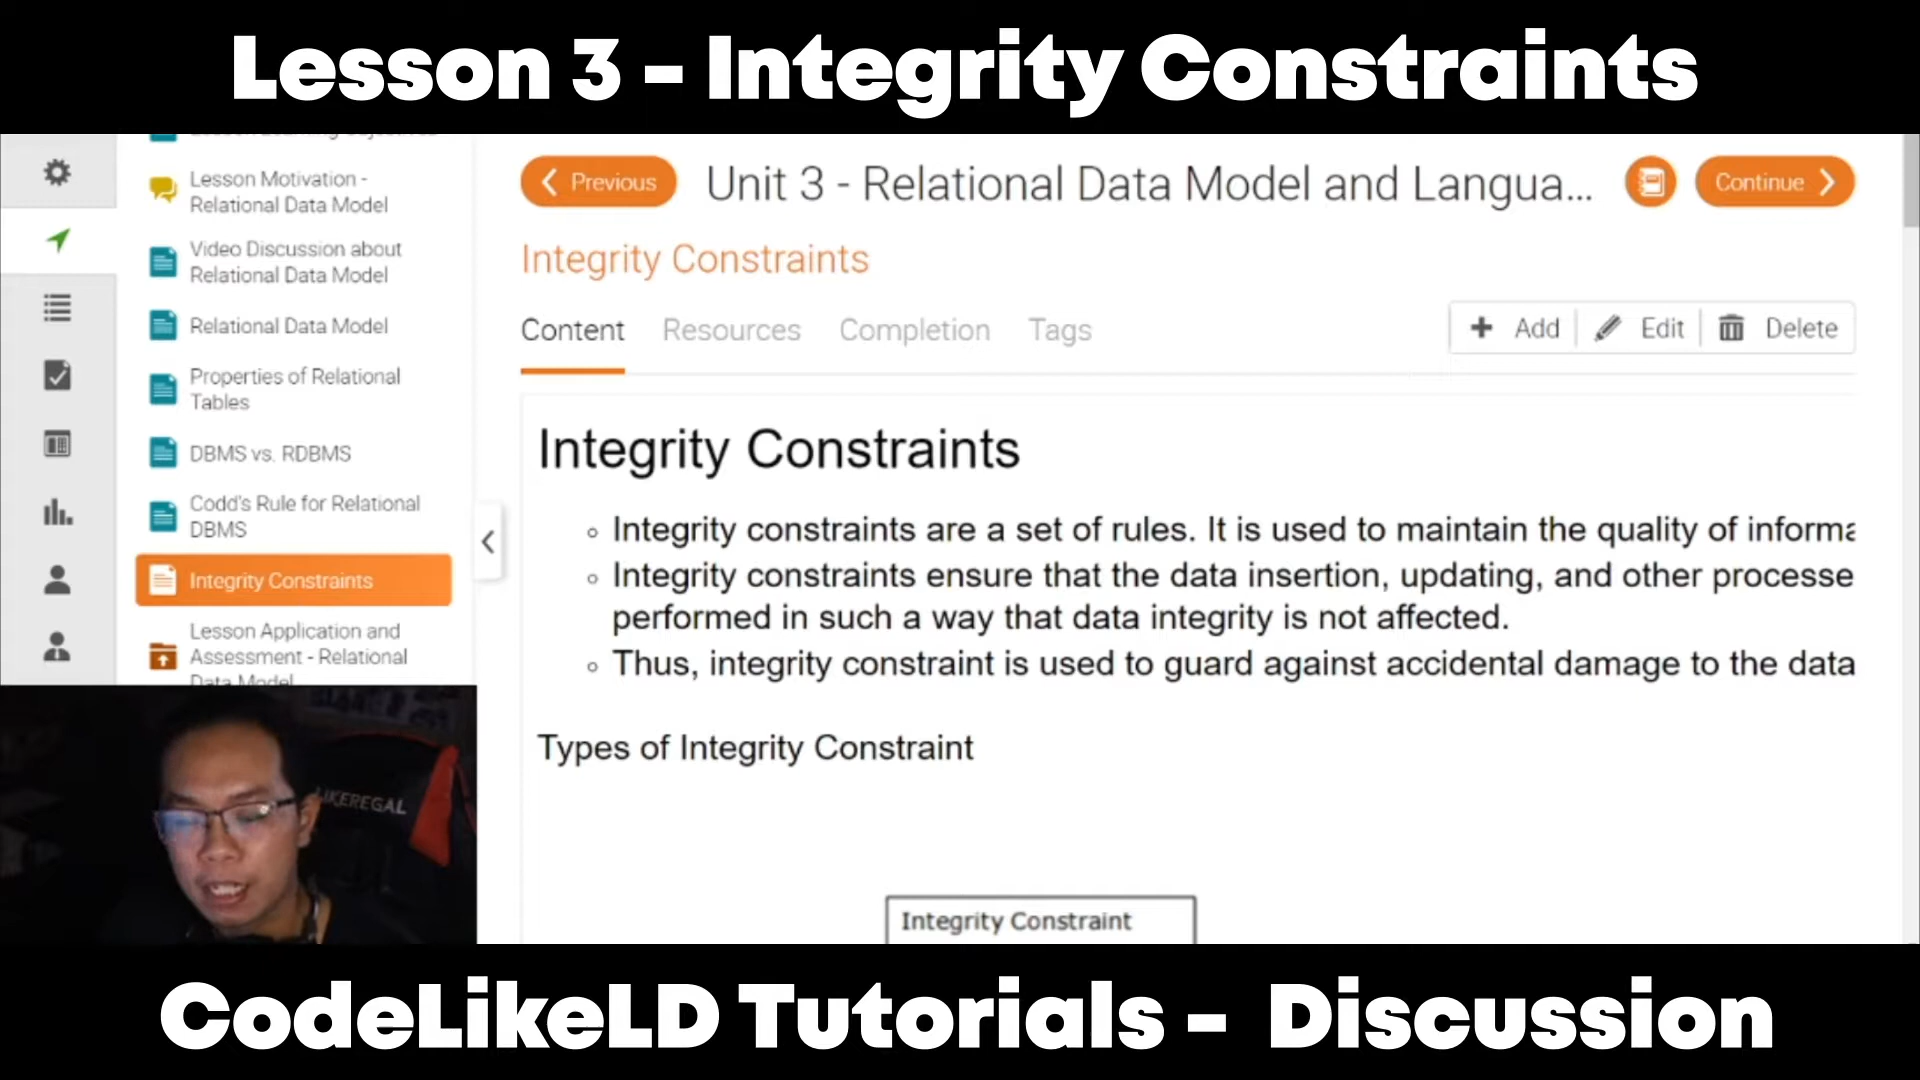 Lesson 3 - Integrity Constraints
Lesson Motivation -
Relational Data Model
Video Discussion about
Relational Data Model
Relational Data Model
Properties of Relational
Tables
DBMS vs. RDBMS
Codd's Rule for Relational
DBMS
Integrity Constraints
Lesson Application and
Assessment - Relational
Data Model
Previous
Unit 3 - Relational Data Model and Langua...
Continue
Integrity Constraints
Content Resources Completion Tags
Add Edit Delete
Integrity Constraints
Integrity constraints are a set of rules. It is used to maintain the quality of informa
Integrity constraints ensure that the data insertion, updating, and other processe
performed in such a way that data integrity is not affected.
Thus, integrity constraint is used to guard against accidental damage to the data
Types of Integrity Constraint
Integrity Constraint
LIKEREGAL
CodeLikeLD Tutorials - Discussion